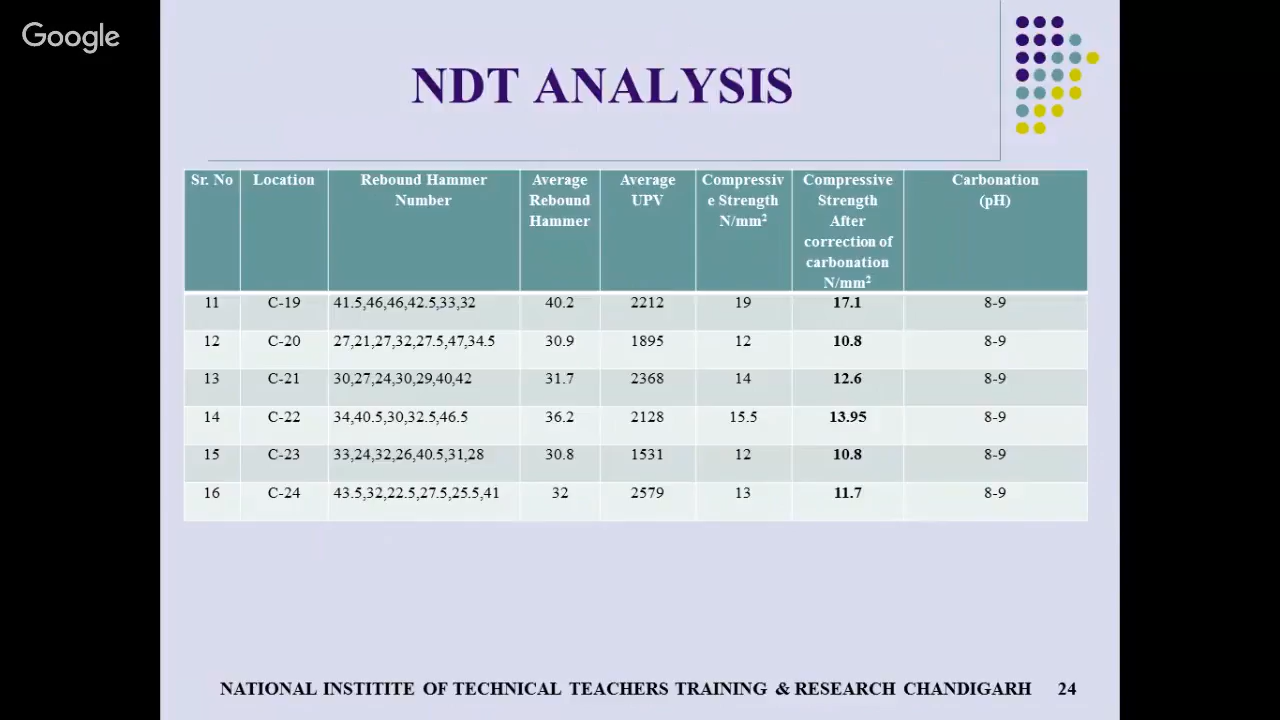 Google
NDT ANALYSIS
Sr. No Location Rebound Hammer Number Average Rebound Hammer Average UPV Compressiv e Strength N/mm² Compressive Strength After correction of carbonation N/mm² Carbonation (pH)
11 C-19 41.5,46,46,42.5,33,32 40.2 2212 19 17.1 8-9
12 C-20 27,21,27,32,27.5,47,34.5 30.9 1895 12 10.8 8-9
13 C-21 30,27,24,30,29,40,42 31.7 2368 14 12.6 8-9
14 C-22 34,40.5,30,32.5,46.5 36.2 2128 15.5 13.95 8-9
15 C-23 33,24,32,26,40.5,31,28 30.8 1531 12 10.8 8-9
16 C-24 43.5,32,22.5,27.5,25.5,41 32 2579 13 11.7 8-9
NATIONAL INSTITITE OF TECHNICAL TEACHERS TRAINING & RESEARCH CHANDIGARH 24